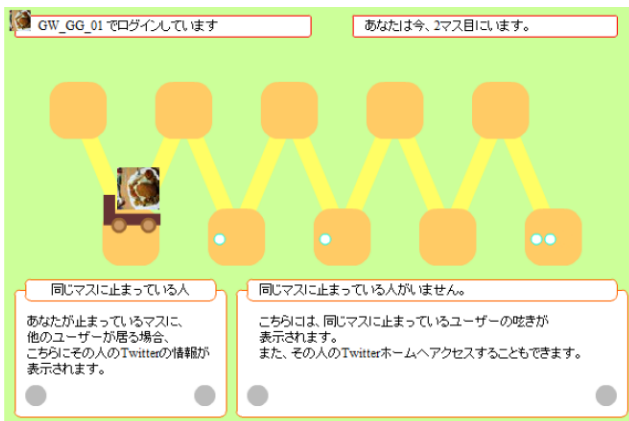 GW_GG_01 でログインしています
あなたは今、2マス目にいます。
同じマスに止まっている人
あなたが止まっているマスに、
他のユーザーが居る場合、
こちらにその人のTwitterの情報が
表示されます。
同じマスに止まっている人がいません。
こちらには、同じマスに止まっているユーザーの呟きが
表示されます。
また、その人のTwitterホームへアクセスすることもできます。